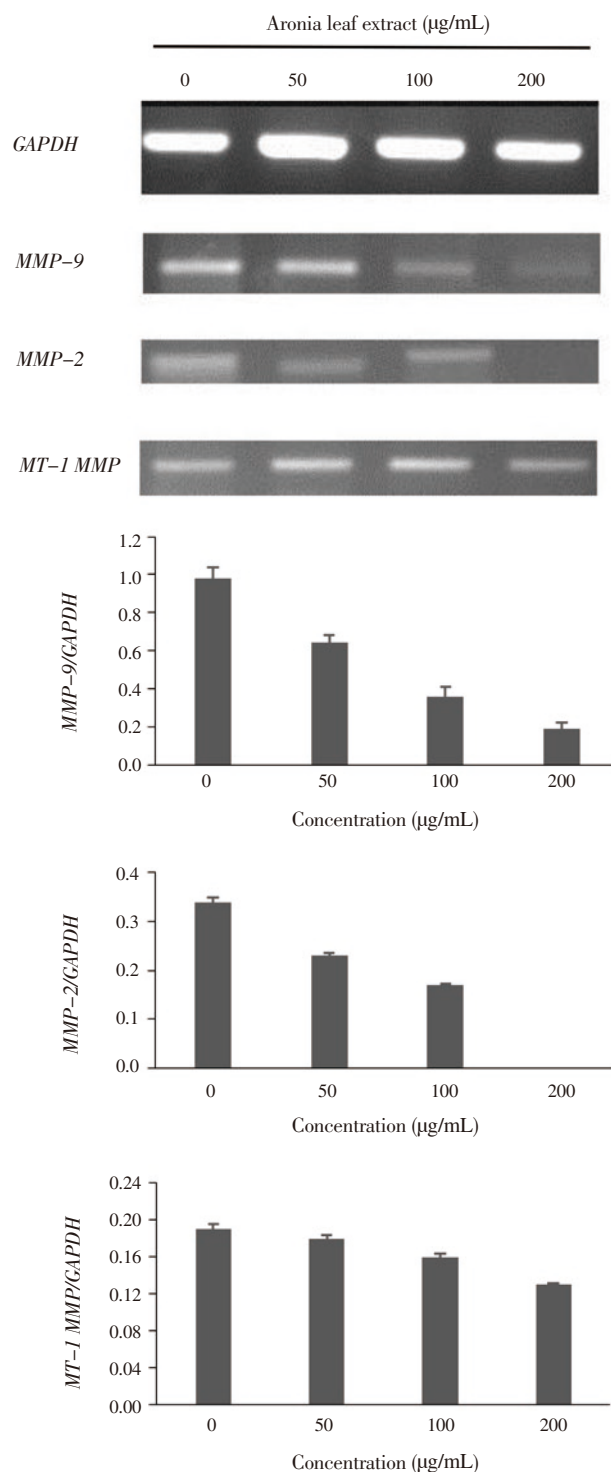 Aronia leaf extract (µg/mL)
0 50 100 200
GAPDH
MMP-9
MMP-2
MT-1 MMP
1.2
1.0
0.8
0.6
0.4
0.2
0.0
MMP-9/GAPDH
0 50 100 200
Concentration (µg/mL)
0.4
0.3
0.2
0.1
0.0
MMP-2/GAPDH
0 50 100 200
Concentration (µg/mL)
0.24
0.20
0.16
0.12
0.08
0.04
0.00
MT-1 MMP/GAPDH
0 50 100 200
Concentration (µg/mL)